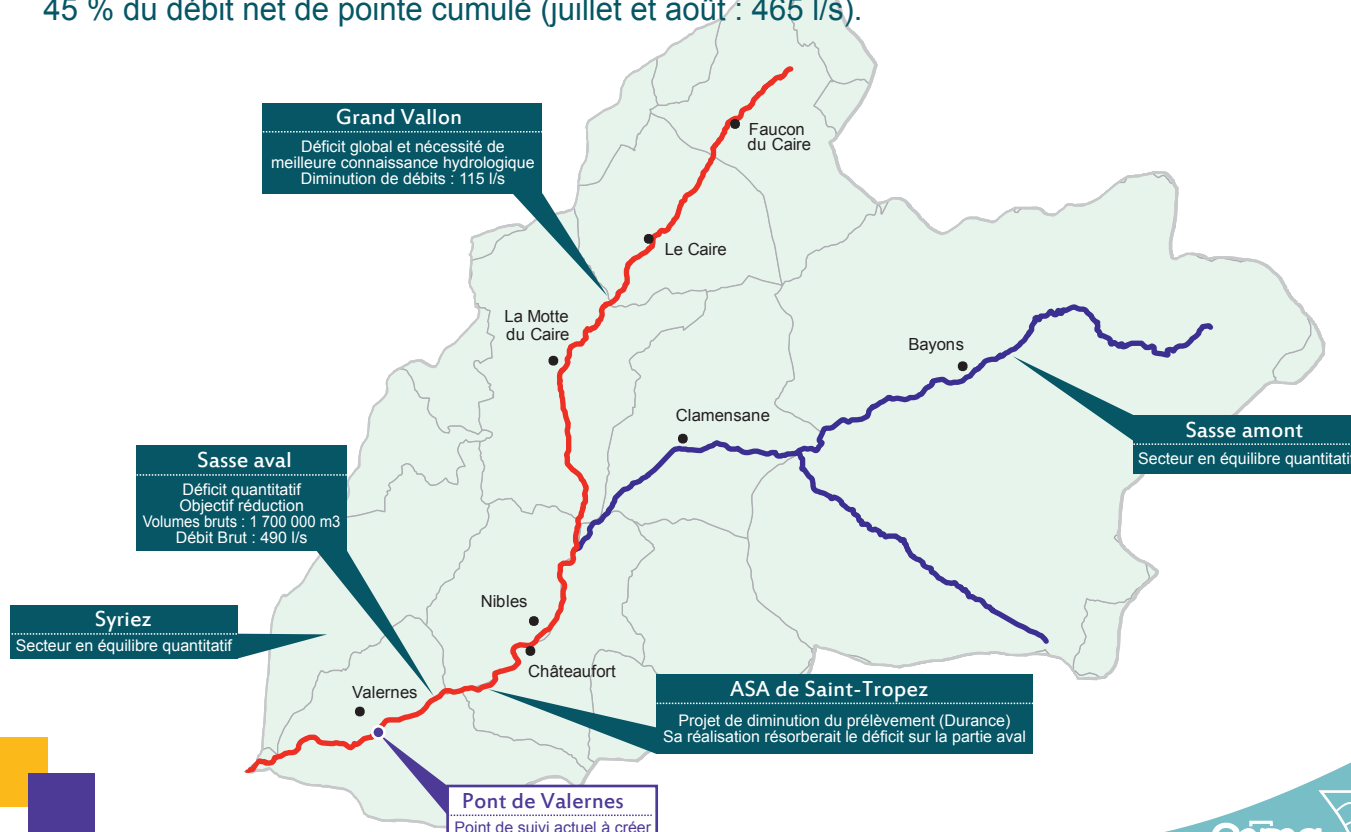 45 % du débit net de pointe cumulé (juillet et août : 465 l/s).
Grand Vallon
Déficit global et nécessité de
meilleure connaissance hydrologique
Diminution de débits : 115 l/s
Faucon
du Caire
Le Caire
La Motte
du Caire
Bayons
Clamensane
Sasse amont
Secteur en équilibre quantitatif
Sasse aval
Déficit quantitatif
Objectif réduction
Volumes bruts : 1 700 000 m3
Débit Brut : 490 l/s
Nibles
Syriez
Secteur en équilibre quantitatif
Châteaufort
Valernes
ASA de Saint-Tropez
Projet de diminution du prélèvement (Durance)
Sa réalisation résorberait le déficit sur la partie aval
Pont de Valernes
Point de suivi actuel à créer